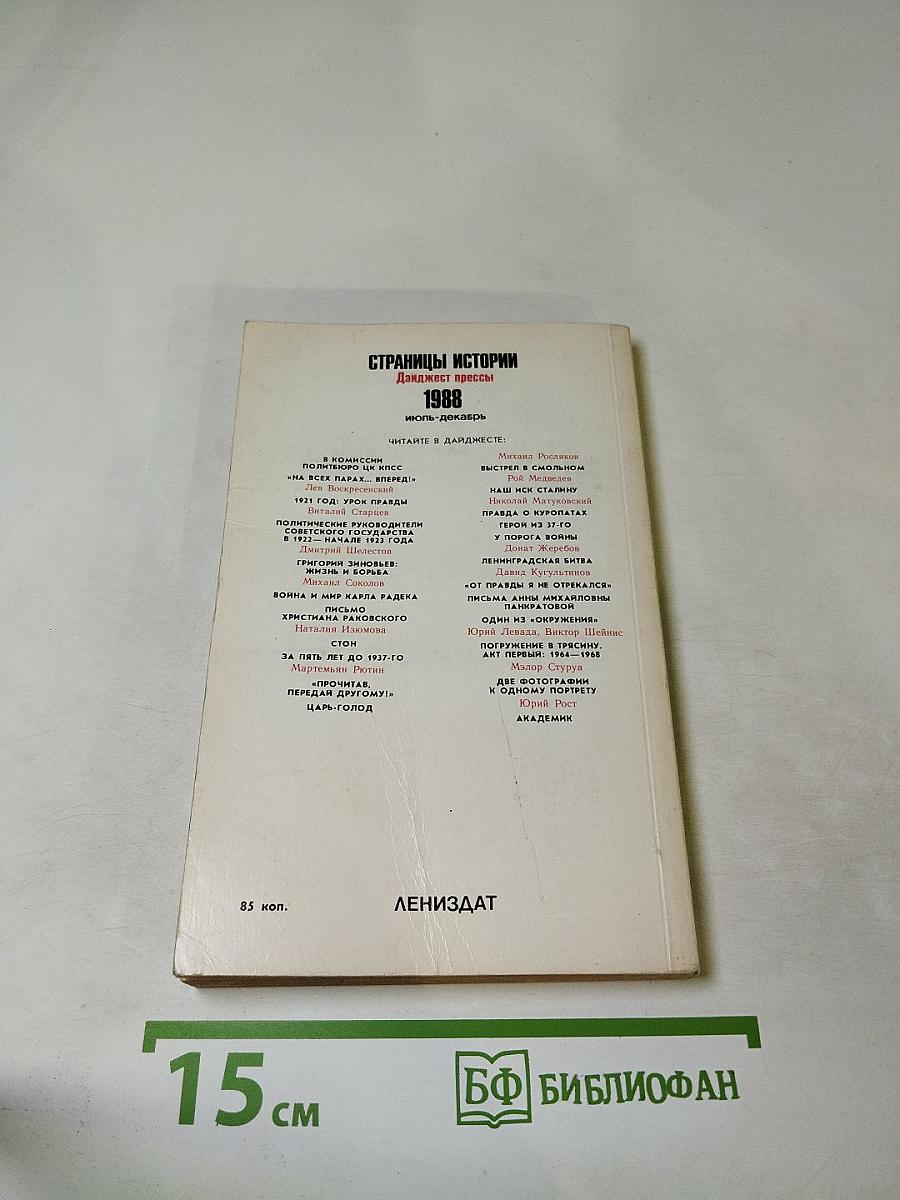 СТРАНИЦЫ ИСТОРИИ
Дайджест прессы
1988
ИЮЛЬ-ДЕКАБРЬ
ЧИТАЙТЕ В ДАЙДЖЕСТЕ:
В КОМИССИИ
ПОЛИТБЮРО ЦК КПСС
«НА ВСЕХ ПАРАХ... ВПЕРЕД!»
Лев Воскресенский
1921 ГОД: УРОК ПРАВДЫ
Виталий Старцев
ПОЛИТИЧЕСКИЕ РУКОВОДИТЕЛИ
СОВЕТСКОГО ГОСУДАРСТВА
В 1922— НАЧАЛЕ 1923 ГОДА
Дмитрий Шелестов
ГРИГОРИЙ ЗИНОВЬЕВ:
ЖИЗНЬ И БОРЬБА
Михаил Соколов
ВОЙНА И МИР КАРЛА РАДЕКА
ПИСЬМО
ХРИСТИАНА РАКОВСКОГО
Наталия Изюмова
СТОН
ЗА ПЯТЬ ЛЕТ ДО 1937-ГО
Мартемьян Рютин
«ПРОЧИТАВ,
ПЕРЕДАЙ ДРУГОМУ!»
ЦАРЬ-ГОЛОД
Михаил Росляков
ВЫСТРЕЛ В СМОЛЬНОМ
Рой Медведев
НАШ ИСК СТАЛИНУ
Николай Матуковский
ПРАВДА О КУРОПАТАХ
ГЕРОЙ ИЗ 37-ГО
У ПОРОГА ВОЙНЫ
Донат Жеребов
ЛЕНИНГРАДСКАЯ БИТВА
Давид Кугультинов
«ОТ ПРАВДЫ Я НЕ ОТРЕКАЛСЯ»
ПИСЬМА АННЫ МИХАЙЛОВНЫ
ПАНКРАТОВОЙ
ОДИН ИЗ «ОКРУЖЕНИЯ»
Юрий Левада, Виктор Шейнис
ПОГРУЖЕНИЕ В ТРЯСИНУ.
АКТ ПЕРВЫЙ: 1964—1968
Мэлор Стуруа
ДВЕ ФОТОГРАФИИ
К ОДНОМУ ПОРТРЕТУ
Юрий Рост
АКАДЕМИК
85 коп.
ЛЕНИЗДАТ
15 см
БФ БИБЛИОФАН